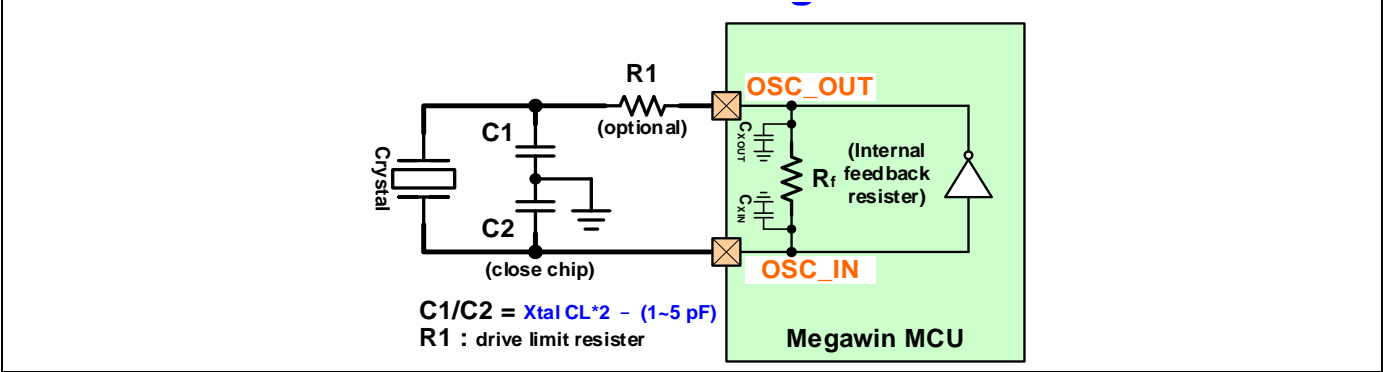 R1
(optional)
OSC_OUT
C1
CXOUT
Crystal
Rf
(Internal
feedback
resister)
CXIN
C2
(close chip)
OSC_IN
C1/C2 = Xtal CL*2 – (1~5 pF)
R1 : drive limit resister
Megawin MCU